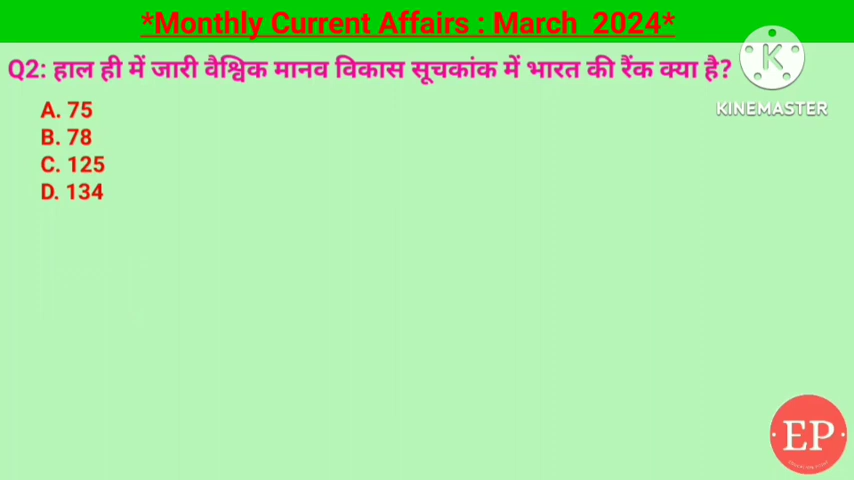 *Monthly Current Affairs : March 2024*
Q2: हाल ही में जारी वैश्विक मानव विकास सूचकांक में भारत की रैंक क्या है?
K
KINEMASTER
A. 75
B. 78
C. 125
D. 134
EP